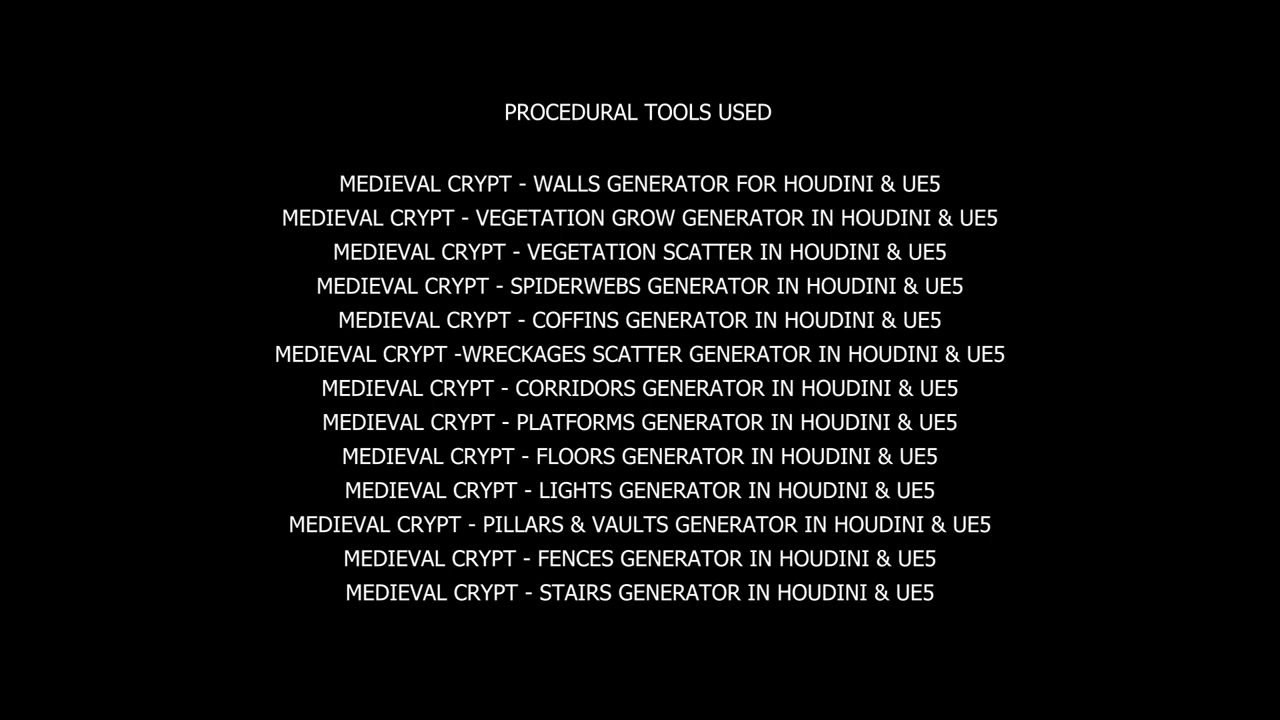 PROCEDURAL TOOLS USED
MEDIEVAL CRYPT - WALLS GENERATOR FOR HOUDINI & UE5
MEDIEVAL CRYPT - VEGETATION GROW GENERATOR IN HOUDINI & UE5
MEDIEVAL CRYPT - VEGETATION SCATTER IN HOUDINI & UE5
MEDIEVAL CRYPT - SPIDERWEBS GENERATOR IN HOUDINI & UE5
MEDIEVAL CRYPT - COFFINS GENERATOR IN HOUDINI & UE5
MEDIEVAL CRYPT -WRECKAGES SCATTER GENERATOR IN HOUDINI & UE5
MEDIEVAL CRYPT - CORRIDORS GENERATOR IN HOUDINI & UE5
MEDIEVAL CRYPT - PLATFORMS GENERATOR IN HOUDINI & UE5
MEDIEVAL CRYPT - FLOORS GENERATOR IN HOUDINI & UE5
MEDIEVAL CRYPT - LIGHTS GENERATOR IN HOUDINI & UE5
MEDIEVAL CRYPT - PILLARS & VAULTS GENERATOR IN HOUDINI & UE5
MEDIEVAL CRYPT - FENCES GENERATOR IN HOUDINI & UE5
MEDIEVAL CRYPT - STAIRS GENERATOR IN HOUDINI & UE5